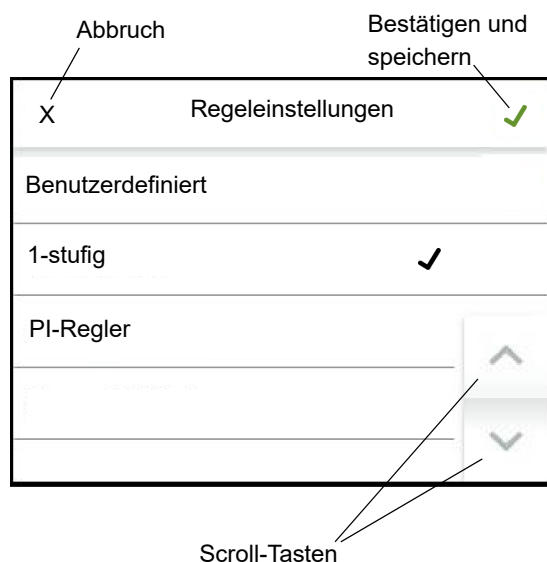 Abbruch
Bestätigen und
speichern
X Regeleinstellungen
Benutzerdefiniert
1-stufig
PI-Regler
Scroll-Tasten